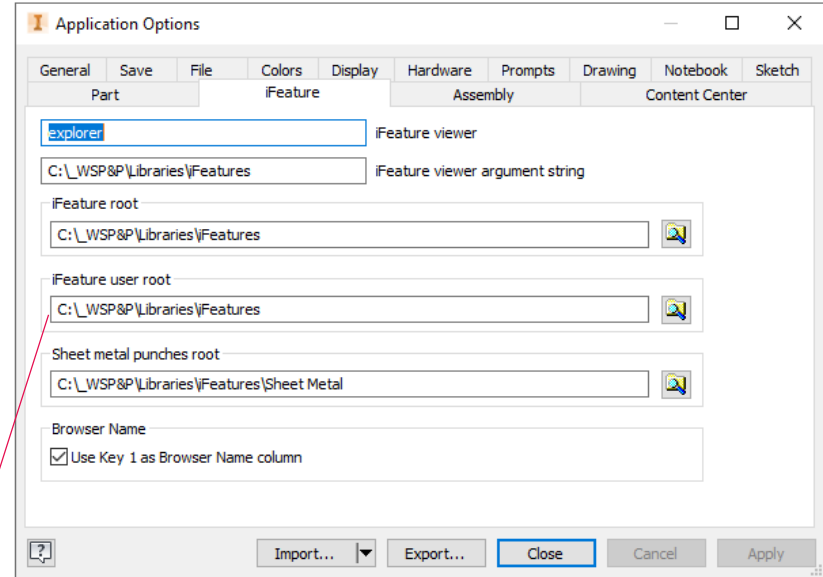 Application Options
General Save File Colors Display Hardware Prompts Drawing Notebook Sketch
Part iFeature Assembly Content Center
explorer iFeature viewer
C:\_WSP&P\Libraries\iFeatures iFeature viewer argument string
iFeature root
C:\_WSP&P\Libraries\iFeatures
iFeature user root
C:\_WSP&P\Libraries\iFeatures
Sheet metal punches root
C:\_WSP&P\Libraries\iFeatures\Sheet Metal
Browser Name
Use Key 1 as Browser Name column
? Import... Export... Close Cancel Apply